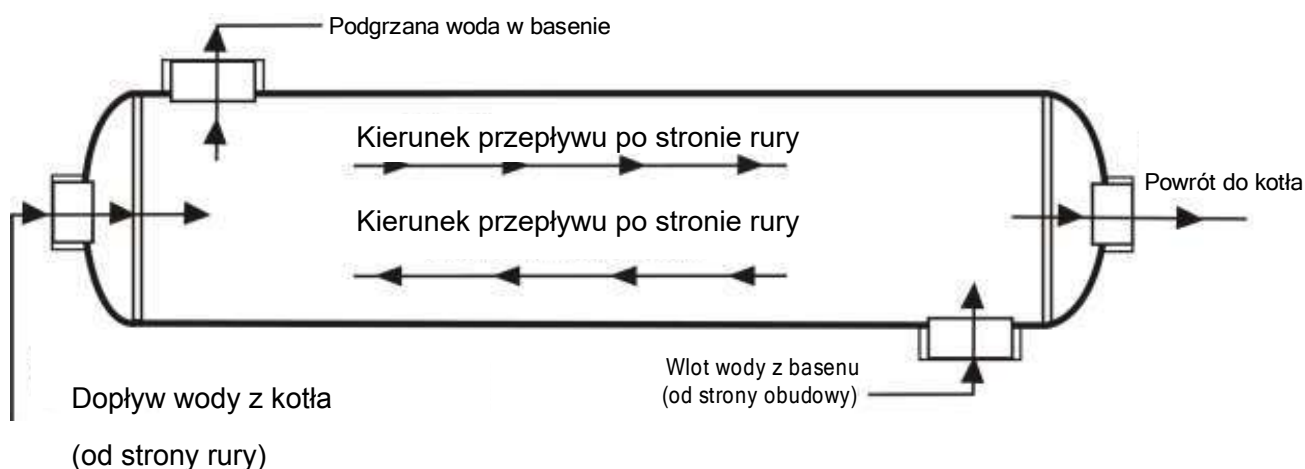 Podgrzana woda w basenie
Kierunek przepływu po stronie rury
Powrót do kotła
Kierunek przepływu po stronie rury
Wlot wody z basenu
(od strony obudowy)
Dopływ wody z kotła
(od strony rury)